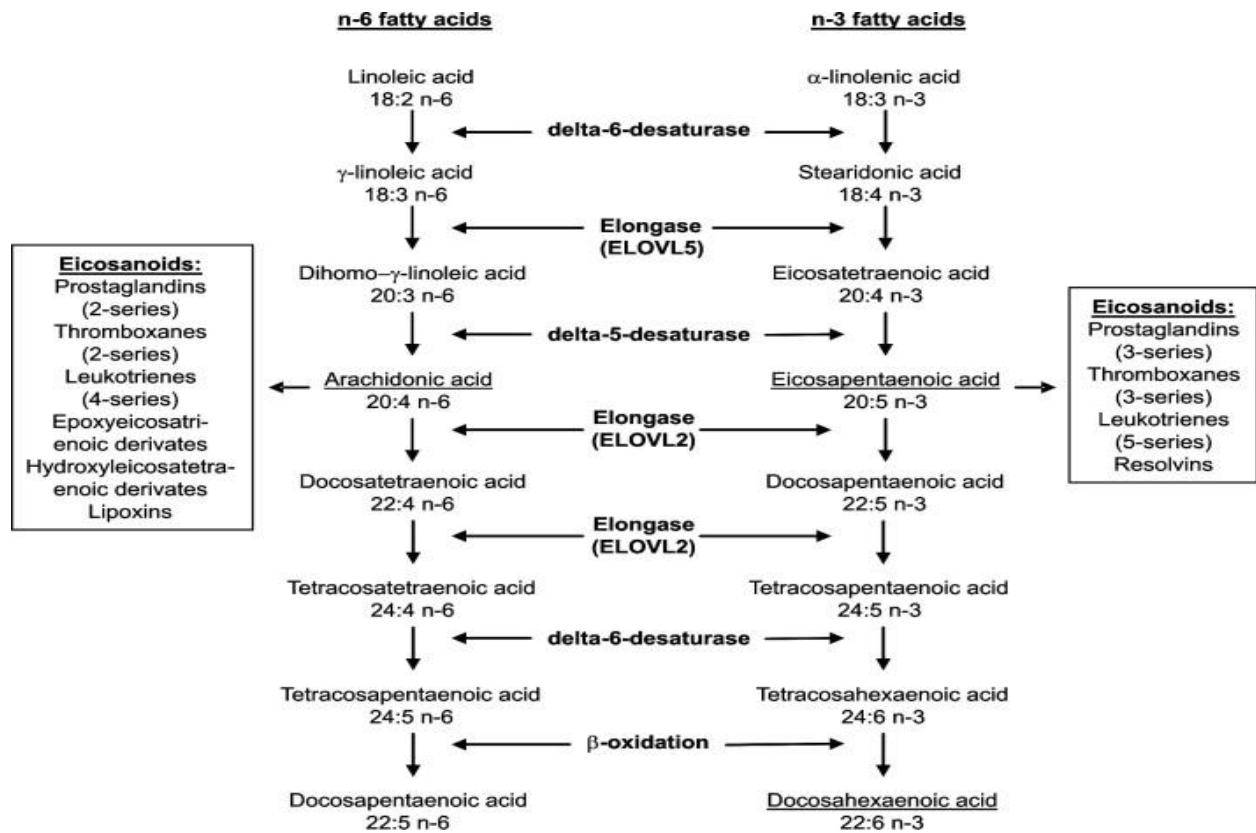 n-6 fatty acids
n-3 fatty acids
Linoleic acid
18:2 n-6
α-linolenic acid
18:3 n-3
delta-6-desaturase
γ-linoleic acid
18:3 n-6
Stearidonic acid
18:4 n-3
Elongase
(ELOVL5)
Dihomo–γ-linoleic acid
20:3 n-6
Eicosatetraenoic acid
20:4 n-3
delta-5-desaturase
Eicosanoids:
Prostaglandins
(2-series)
Thromboxanes
(2-series)
Leukotrienes
(4-series)
Epoxyeicosatri-
enoic derivates
Hydroxyleicosatetra-
enoic derivates
Lipoxins
Arachidonic acid
20:4 n-6
Eicosapentaenoic acid
20:5 n-3
Eicosanoids:
Prostaglandins
(3-series)
Thromboxanes
(3-series)
Leukotrienes
(5-series)
Resolvins
Elongase
(ELOVL2)
Docosatetraenoic acid
22:4 n-6
Docosapentaenoic acid
22:5 n-3
Elongase
(ELOVL2)
Tetracosatetraenoic acid
24:4 n-6
Tetracosapentaenoic acid
24:5 n-3
delta-6-desaturase
Tetracosapentaenoic acid
24:5 n-6
Tetracosahexaenoic acid
24:6 n-3
β-oxidation
Docosapentaenoic acid
22:5 n-6
Docosahexaenoic acid
22:6 n-3